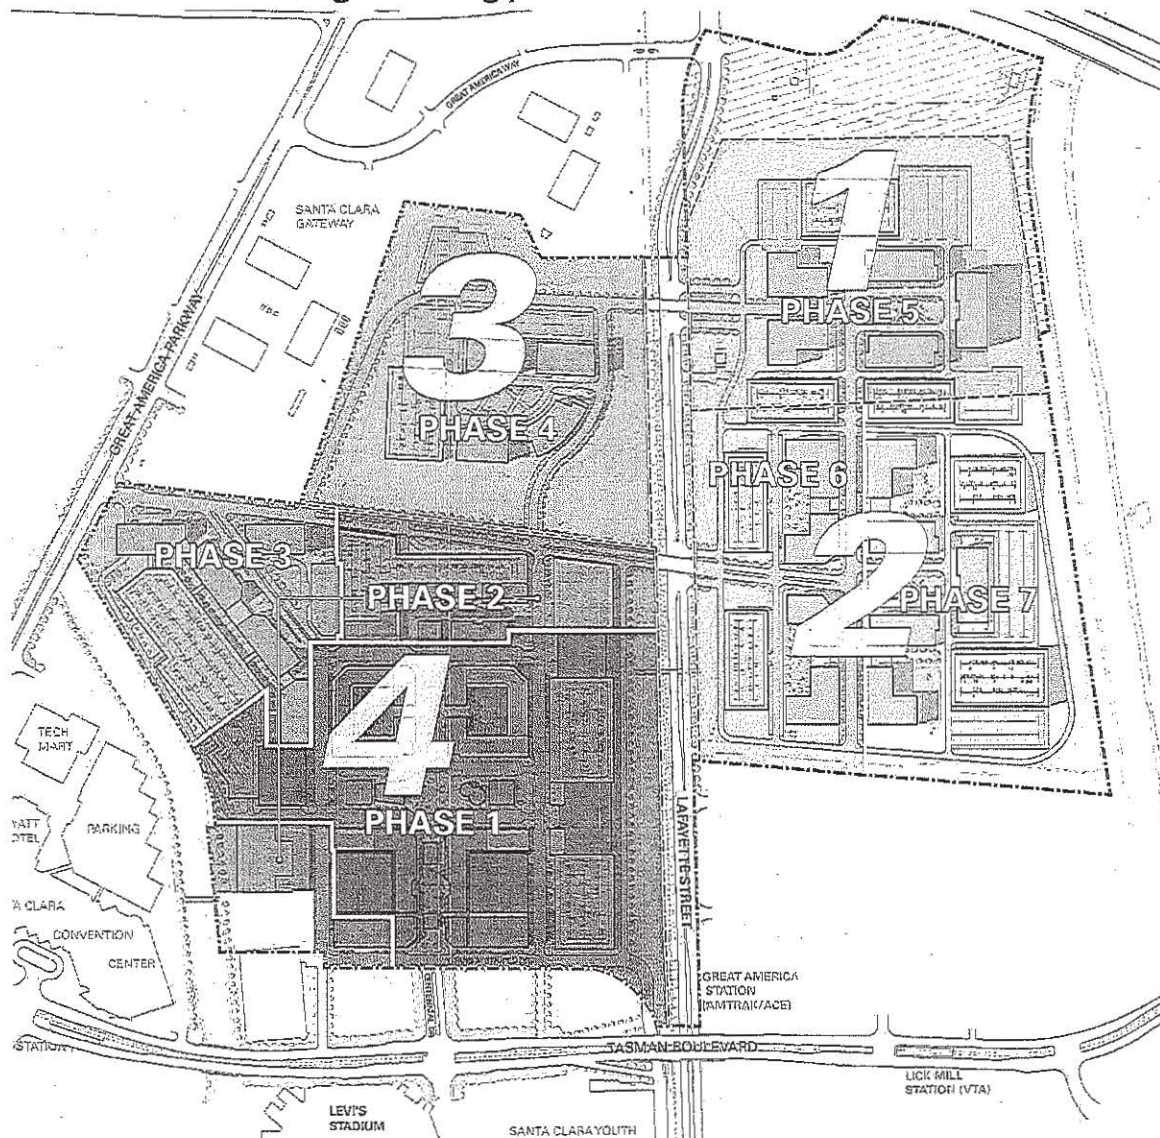 GREAT AMERICA WAY
SANTA CLARA
GATEWAY
GREAT AMERICA PARKWAY
1
PHASE 5
3
PHASE 4
PHASE 6
2
PHASE 7
PHASE 3
PHASE 2
4
PHASE 1
TECH
MART
PARKING
CONVENTION
CENTER
LAFAYETTE STREET
GREAT AMERICA
STATION
(AMTRAK/ACE)
TASMAN BOULEVARD
LICK MILL
STATION (VTA)
LEVI'S
STADIUM
SANTA CLARA YOUTH